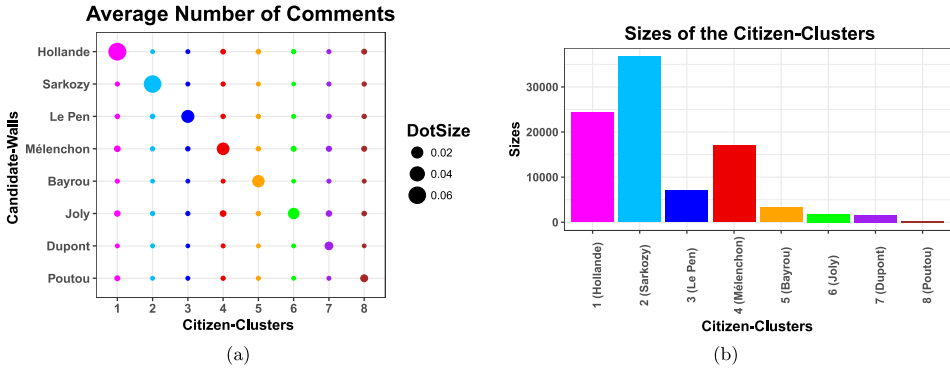 Average Number of Comments
Candidate-Walls
Hollande
Sarkozy
Le Pen
Mélenchon
Bayrou
Joly
Dupont
Poutou
1 2 3 4 5 6 7 8
Citizen-Clusters
DotSize
0.02
0.04
0.06
(a)
Sizes of the Citizen-Clusters
Sizes
30000
20000
10000
0
1 (Hollande)
2 (Sarkozy)
3 (Le Pen)
4 (Mélenchon)
5 (Bayrou)
6 (Joly)
7 (Dupont)
8 (Poutou)
Citizen-Clusters
(b)